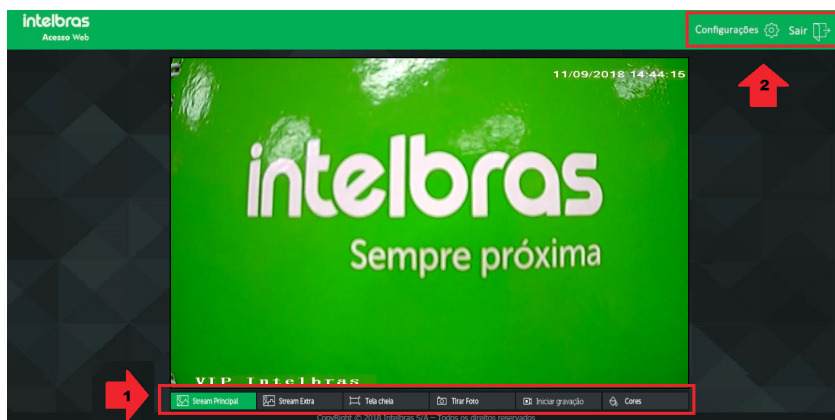 intelbras
Acesso Web
Configurações Sair
2
11/09/2018 14:44:15
intelbras
Sempre próxima
VIP Intelbras
1
Stream Principal Stream Extra Tela cheia Tirar Foto Iniciar gravação Cores
CopyRight © 2018 Intelbras S/A – Todos os direitos reservados